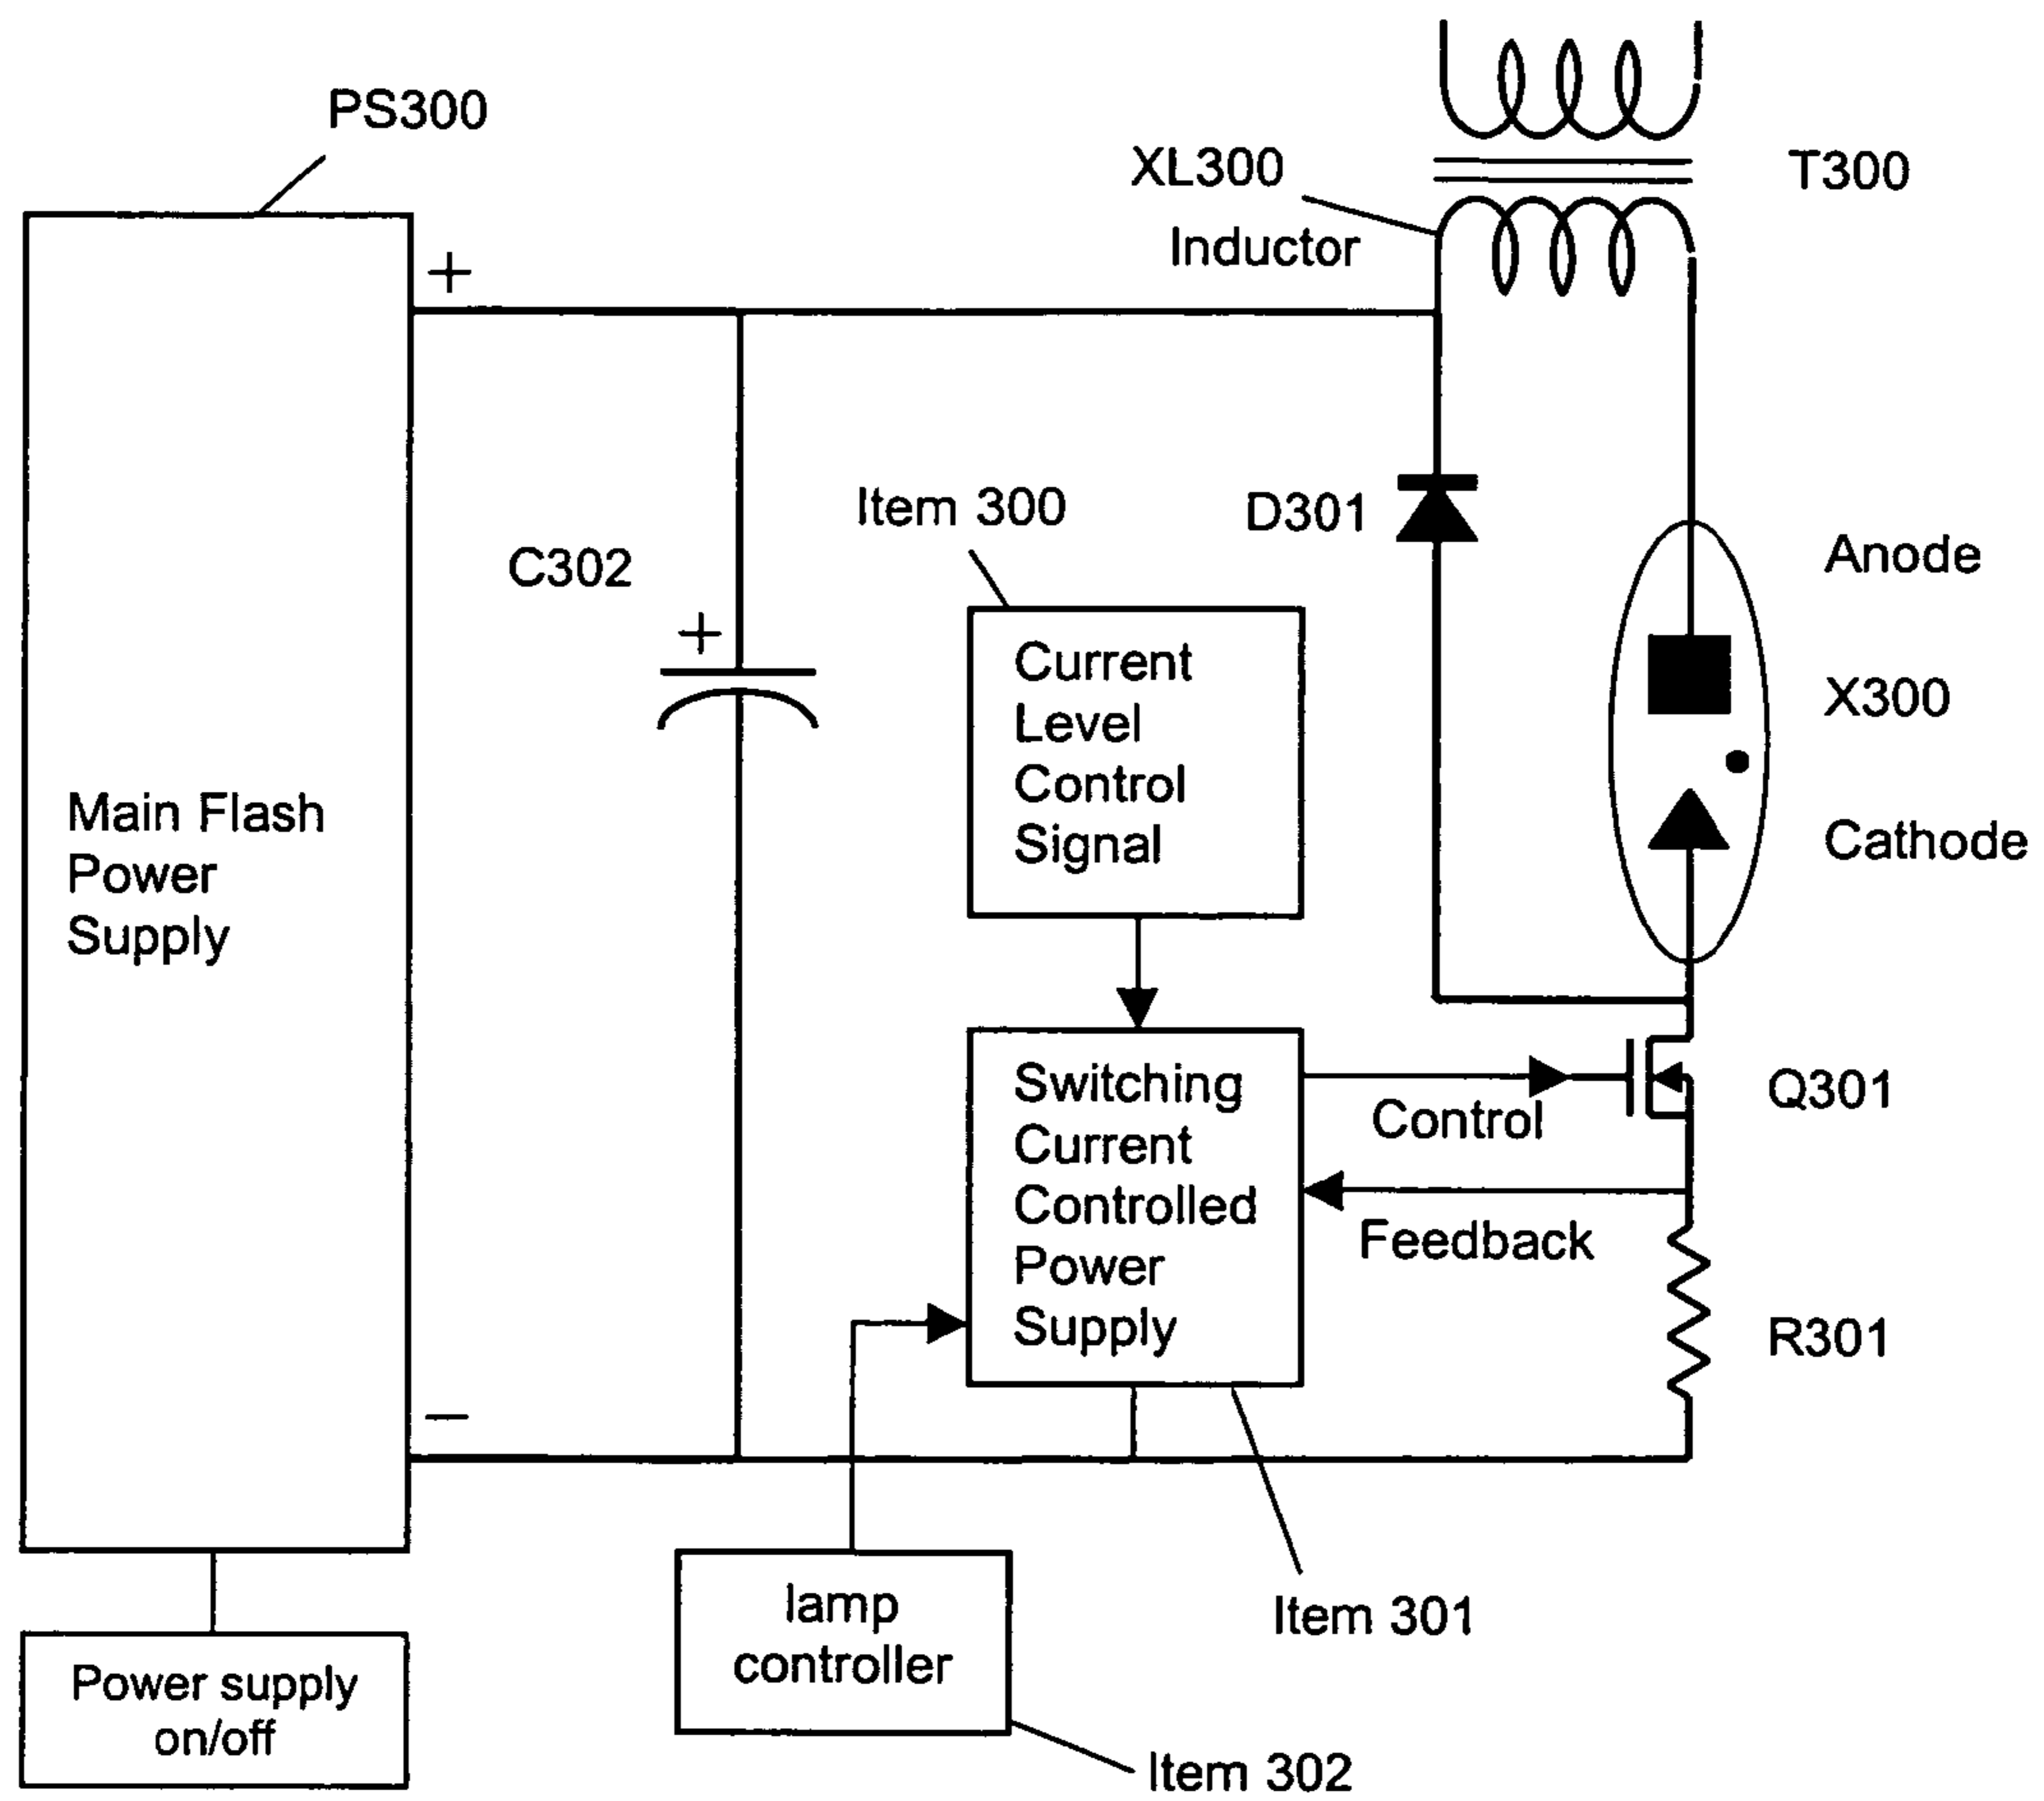 PS300
XL300
Inductor
T300
+
Item 300
D301
C302
+
Anode
X300
Cathode
Current
Level
Control
Signal
Main Flash
Power
Supply
Switching
Current
Controlled
Power
Supply
Control
Q301
Feedback
R301
−
lamp
controller
Item 301
Power supply
on/off
Item 302